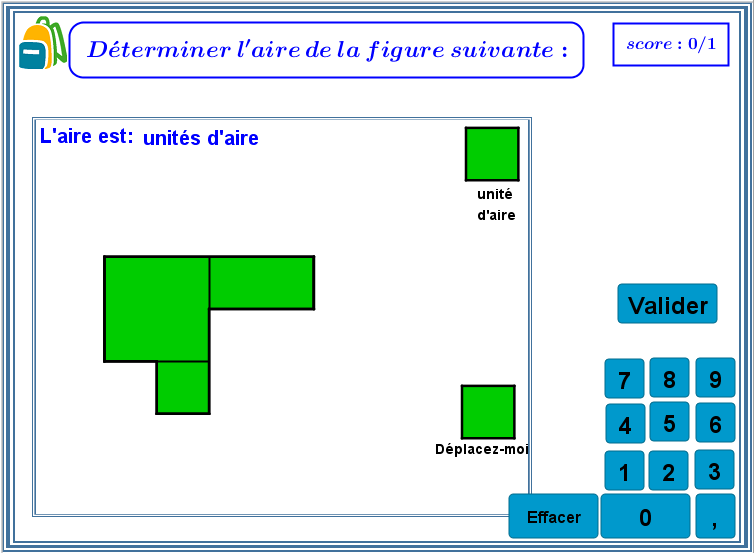 Déterminer l'aire de la figure suivante :
score : 0/1
L'aire est: unités d'aire
unité
d'aire
Déplacez-moi
Valider
7 8 9
4 5 6
1 2 3
Effacer 0 ,